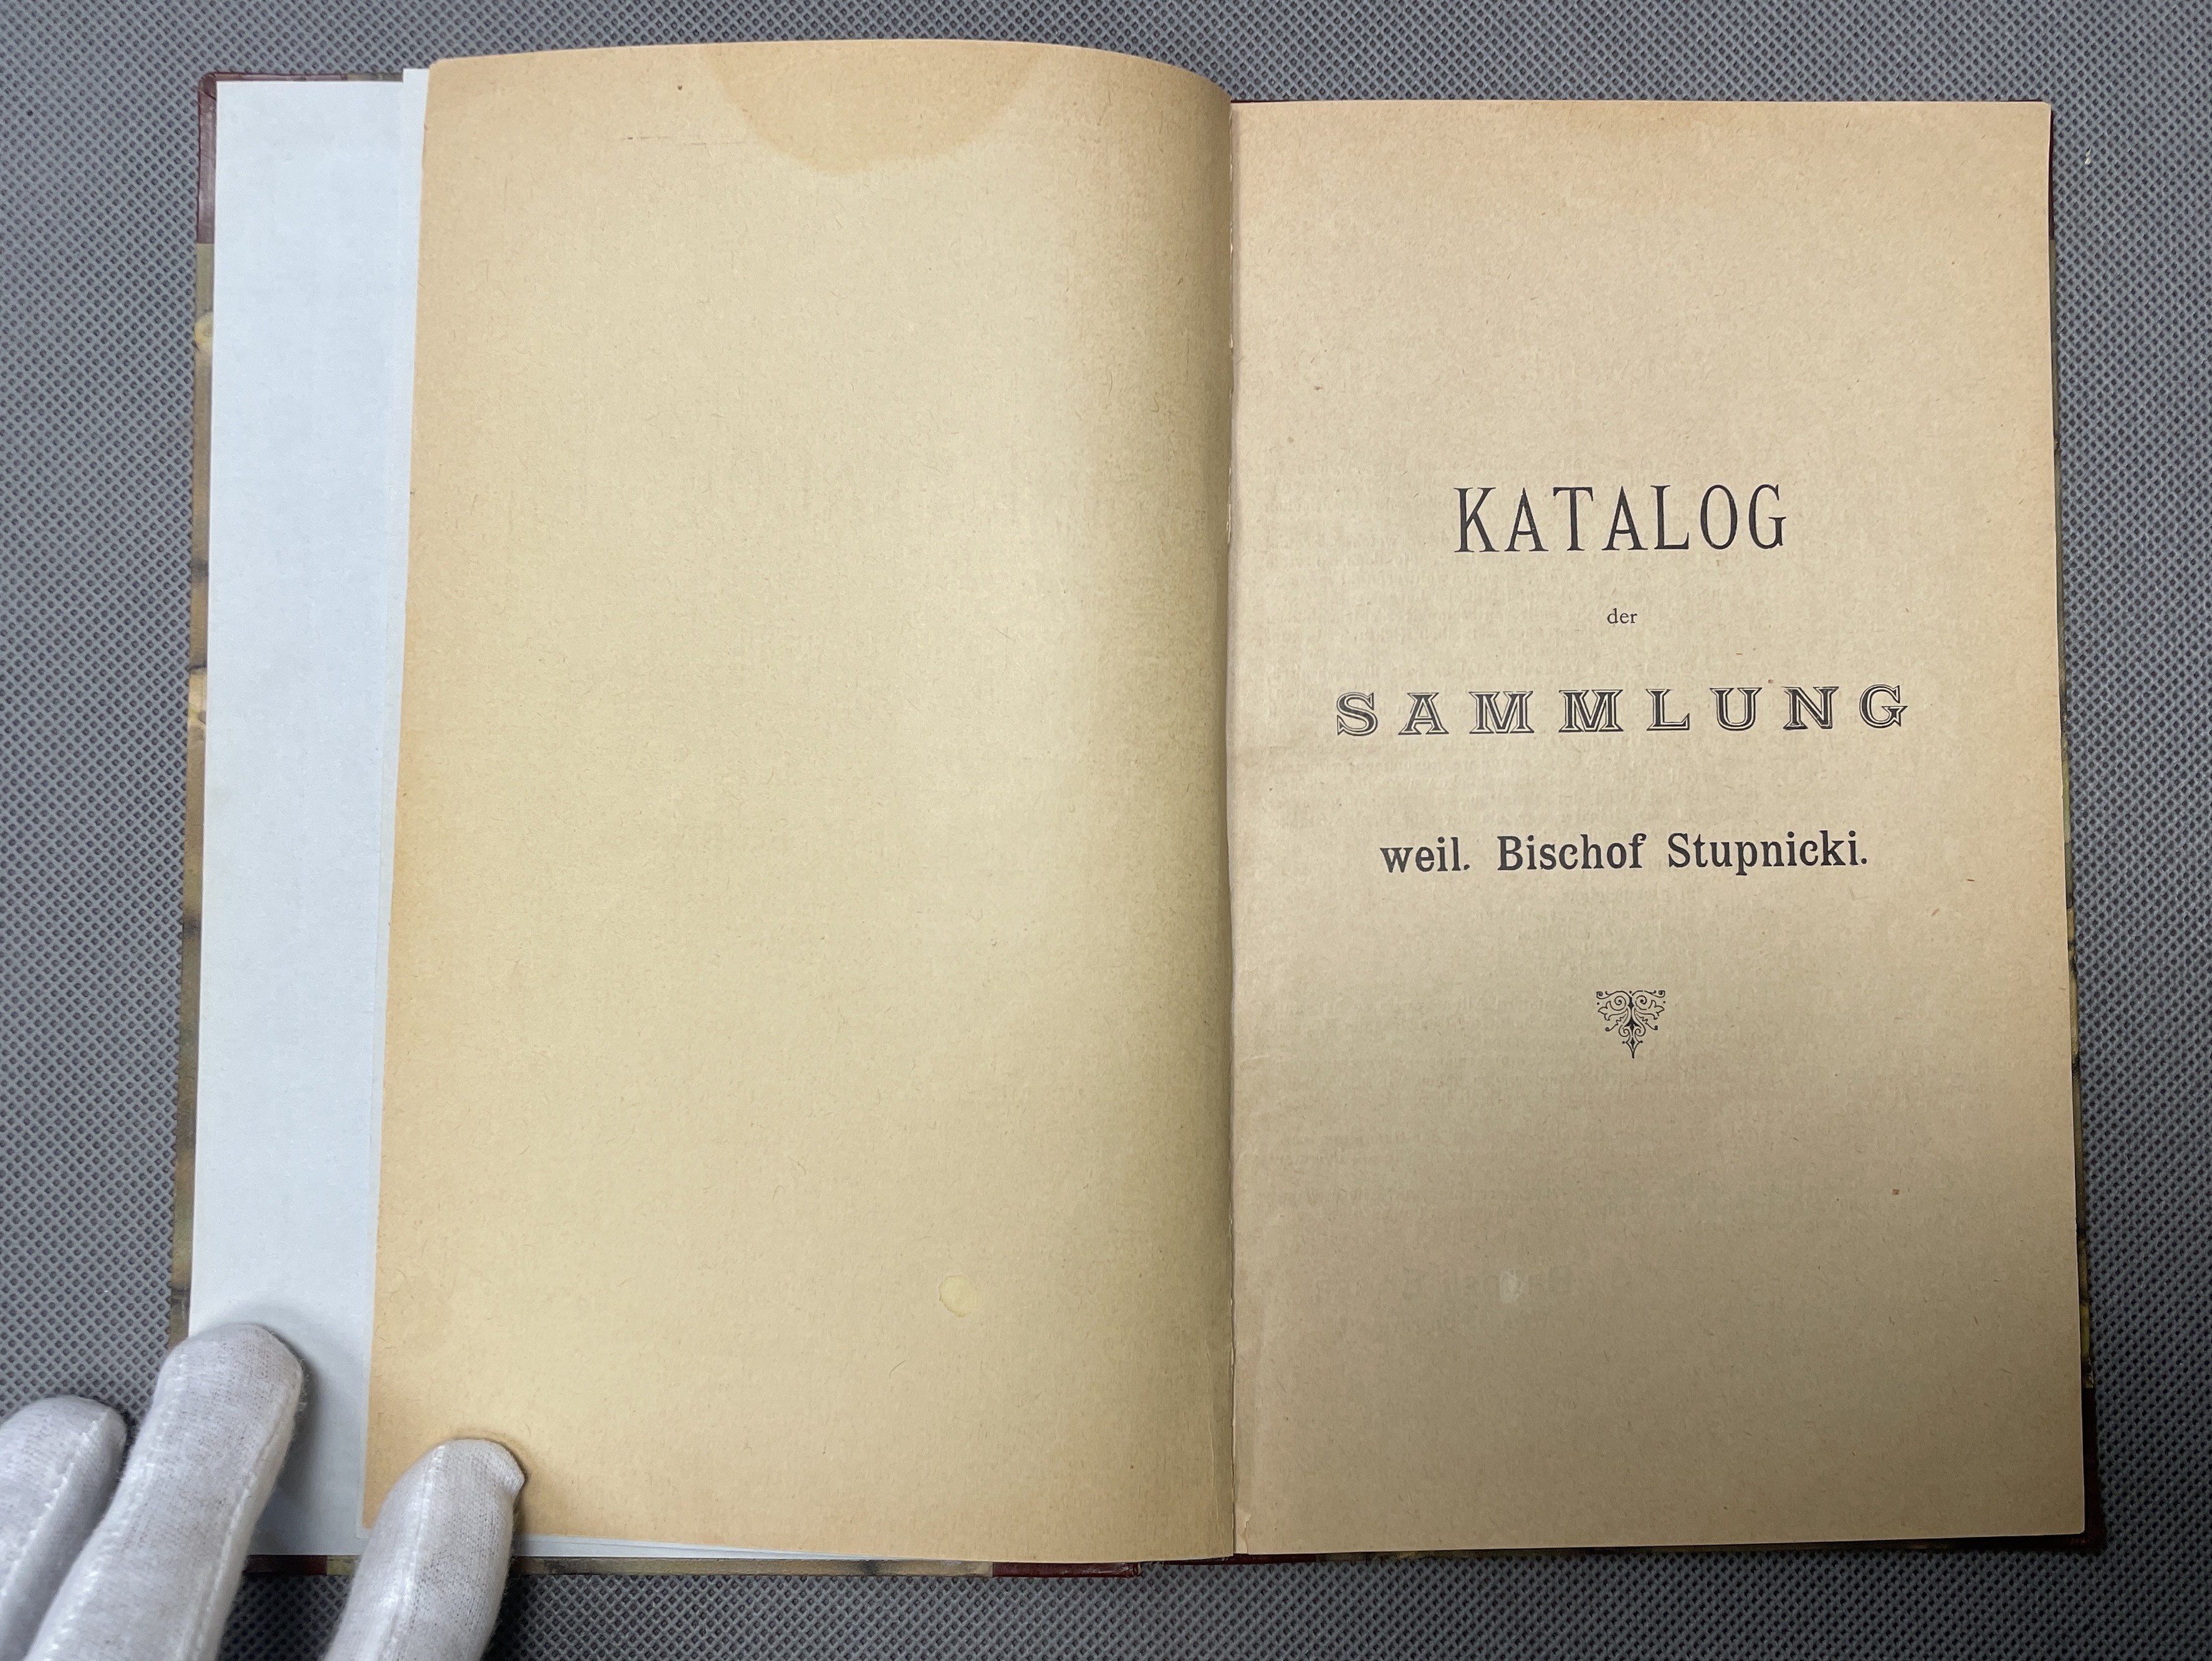 KATALOG
der
SAMMLUNG
weil. Bischof Stupnicki.